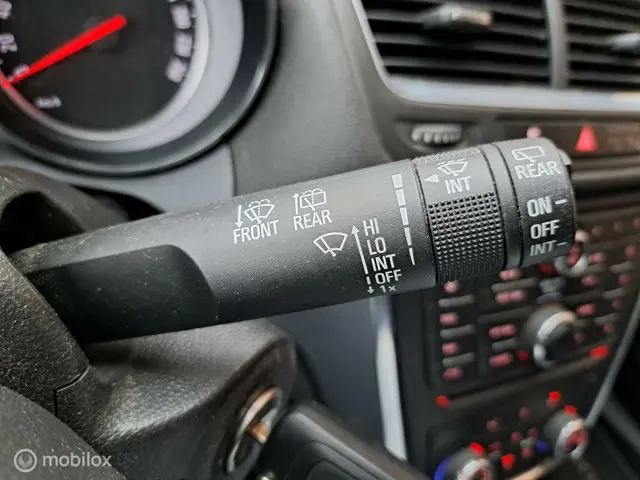 FRONT
REAR
HI
LO
INT
OFF
1x
INT
REAR
ON
OFF
INT
mobilox